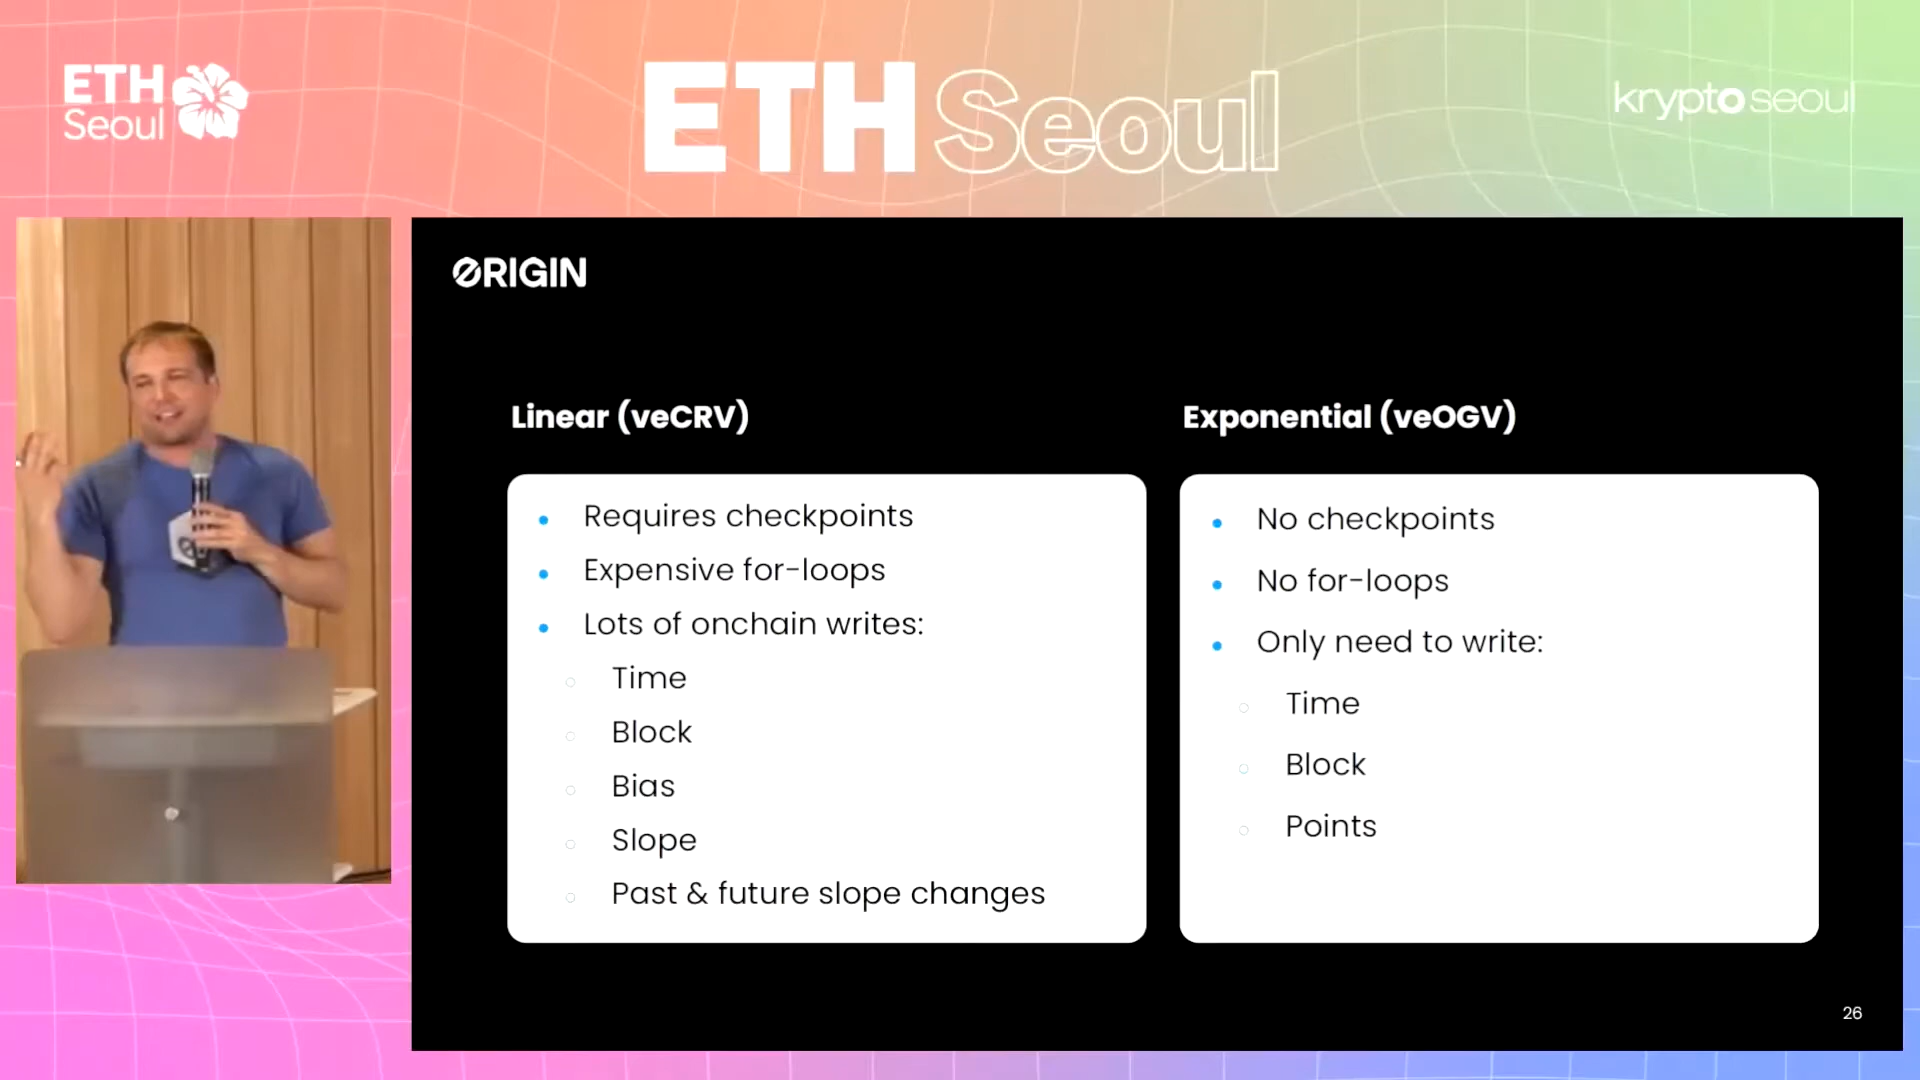 ETH
Seoul
ETH Seoul
krypto seoul
ORIGIN
Linear (veCRV)
Requires checkpoints
Expensive for-loops
Lots of onchain writes:
Time
Block
Bias
Slope
Past & future slope changes
Exponential (veOGV)
No checkpoints
No for-loops
Only need to write:
Time
Block
Points
26